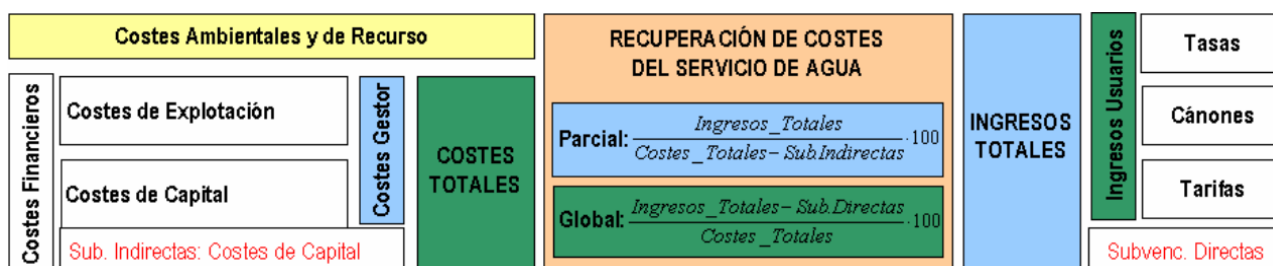 Costes Ambientales y de Recurso
Costes Financieros
Costes de Explotación
Costes de Capital
Sub. Indirectas: Costes de Capital
Costes Gestor
COSTES
TOTALES
RECUPERACIÓN DE COSTES
DEL SERVICIO DE AGUA
Parcial: Ingresos_Totales / Costes_Totales – Sub.Indirectas · 100
Global: Ingresos_Totales – Sub.Directas / Costes_Totales · 100
INGRESOS
TOTALES
Ingresos Usuarios
Tasas
Cánones
Tarifas
Subvenc. Directas